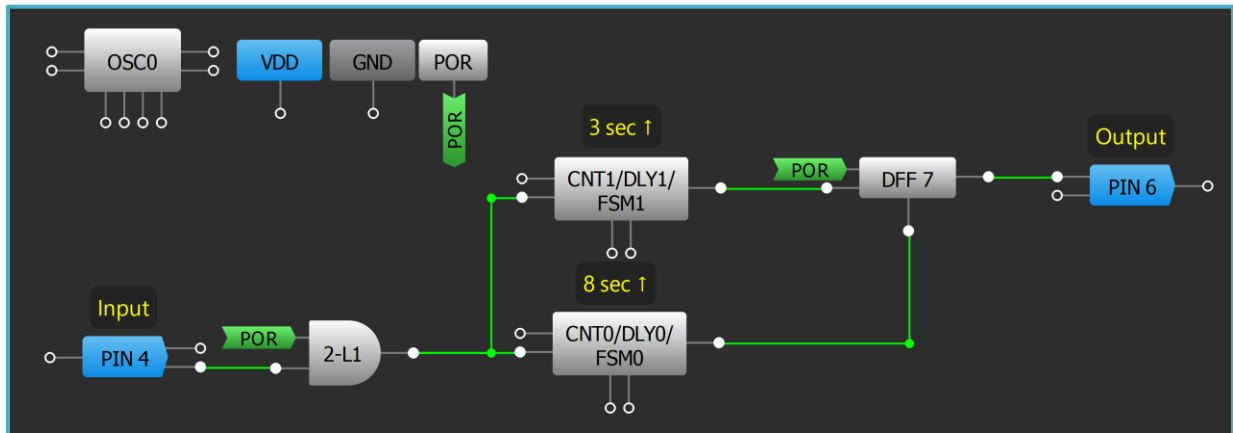 OSC0
VDD
GND
POR
POR
3 sec ↑
CNT1/DLY1/
FSM1
POR
DFF 7
Output
PIN 6
Input
PIN 4
POR
2-L1
8 sec ↑
CNT0/DLY0/
FSM0